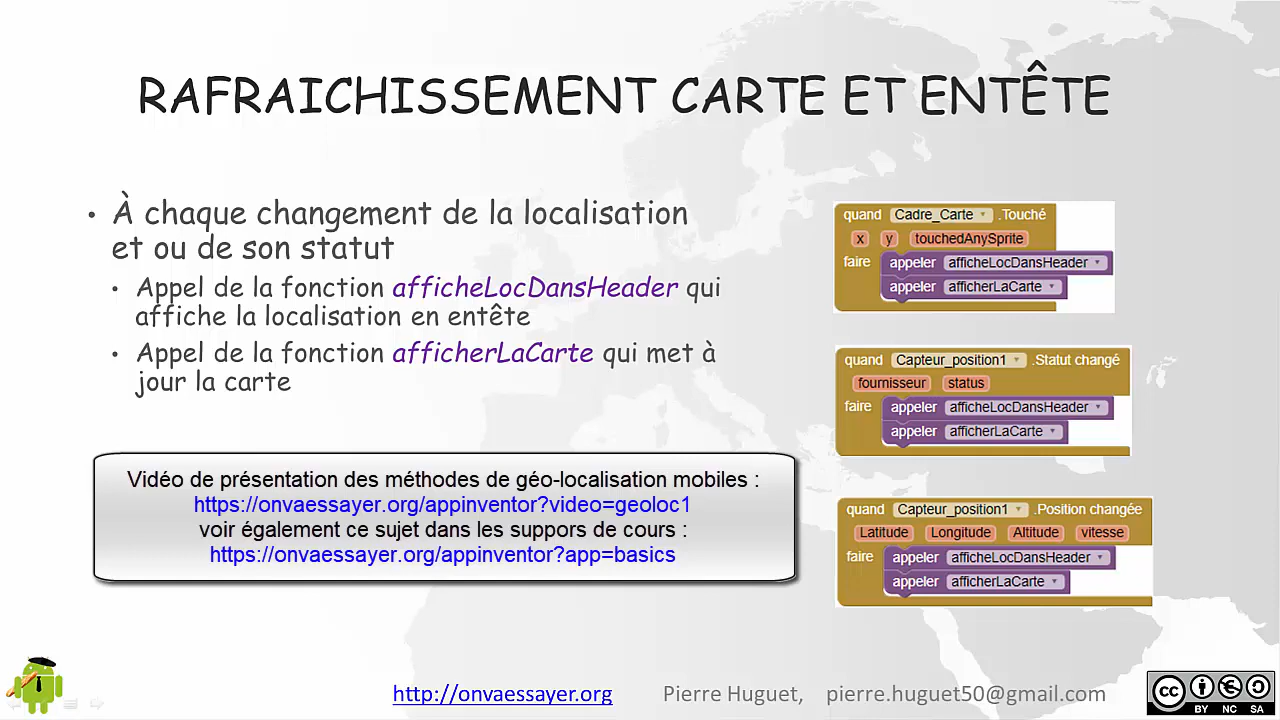 RAFRAICHISSEMENT CARTE ET ENTÊTE
• À chaque changement de la localisation
et ou de son statut
• Appel de la fonction afficheLocDansHeader qui
affiche la localisation en entête
• Appel de la fonction afficherLaCarte qui met à
jour la carte
Vidéo de présentation des méthodes de géo-localisation mobiles :
https://onvaessayer.org/appinventor?video=geoloc1
voir également ce sujet dans les suppors de cours :
https://onvaessayer.org/appinventor?app=basics
quand Cadre_Carte .Touché
x y touchedAnySprite
faire appeler afficheLocDansHeader
appeler afficherLaCarte
quand Capteur_position1 .Statut changé
fournisseur status
faire appeler afficheLocDansHeader
appeler afficherLaCarte
quand Capteur_position1 .Position changée
Latitude Longitude Altitude vitesse
faire appeler afficheLocDansHeader
appeler afficherLaCarte
http://onvaessayer.org Pierre Huguet, pierre.huguet50@gmail.com
cc
BY NC SA